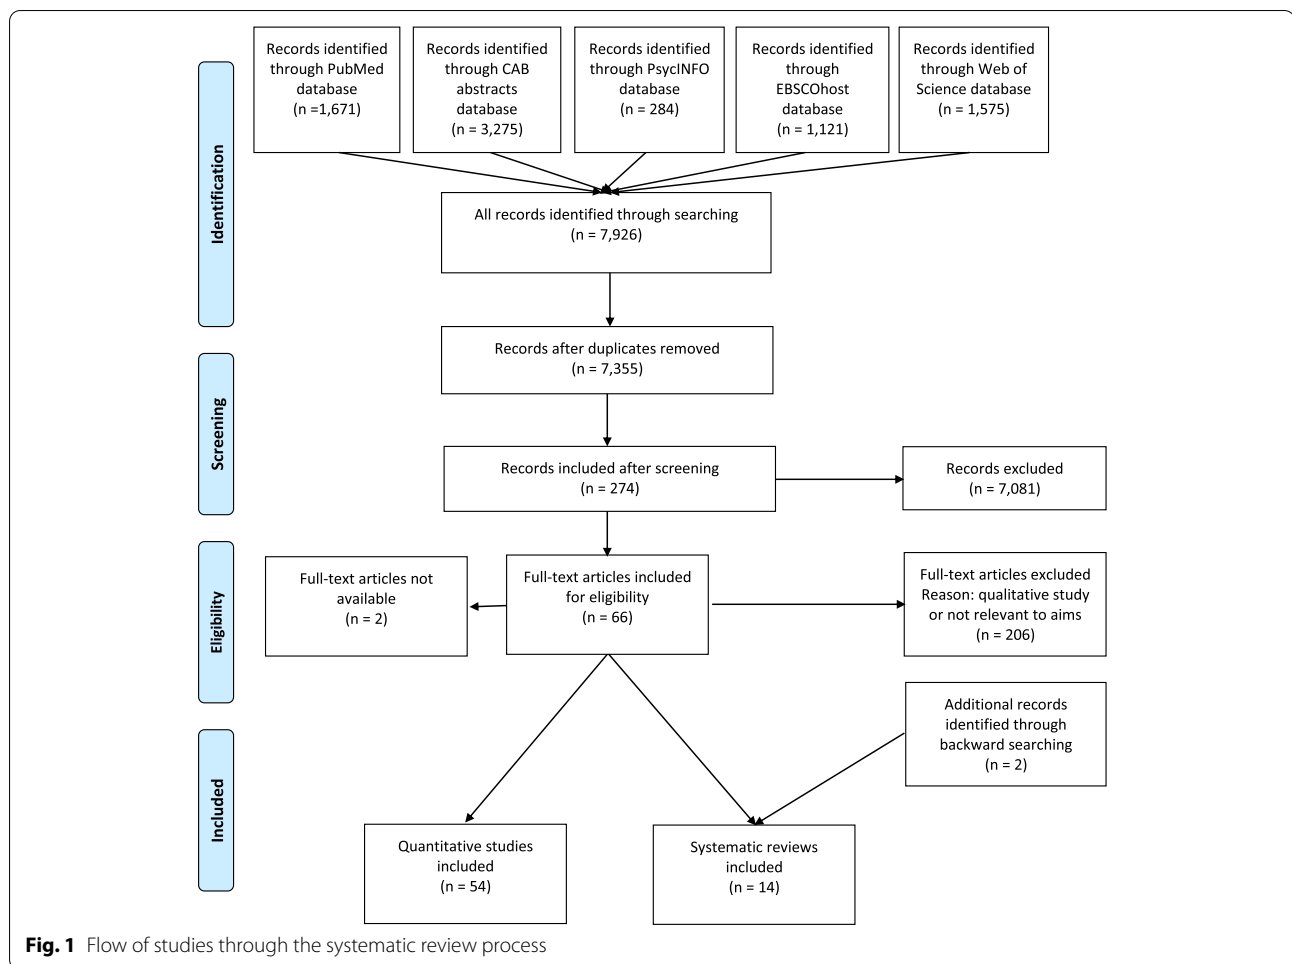 Records identified
through PubMed
database
(n =1,671)
Records identified
through CAB
abstracts
database
(n = 3,275)
Records identified
through PsycINFO
database
(n = 284)
Records identified
through
EBSCOhost
database
(n = 1,121)
Records identified
through Web of
Science database
(n = 1,575)
Identification
All records identified through searching
(n = 7,926)
Records after duplicates removed
(n = 7,355)
Screening
Records included after screening
(n = 274)
Records excluded
(n = 7,081)
Eligibility
Full-text articles not
available
(n = 2)
Full-text articles included
for eligibility
(n = 66)
Full-text articles excluded
Reason: qualitative study
or not relevant to aims
(n = 206)
Additional records
identified through
backward searching
(n = 2)
Included
Quantitative studies
included
(n = 54)
Systematic reviews
included
(n = 14)
Fig. 1 Flow of studies through the systematic review process